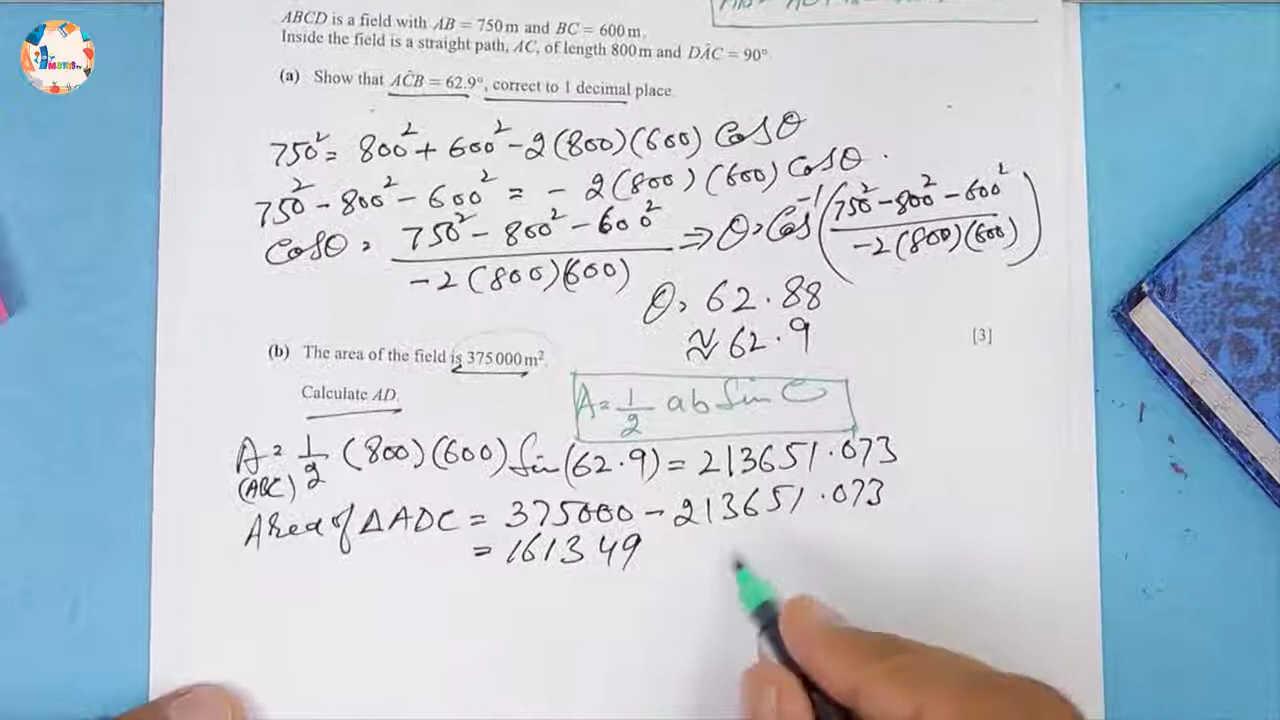 ABCD is a field with AB = 750 m and BC = 600 m.
Inside the field is a straight path, AC, of length 800 m and DÂC = 90°
(a) Show that AĈB = 62.9°, correct to 1 decimal place.
750² = 800² + 600² - 2(800)(600) Cosθ
750² - 800² - 600² = - 2(800)(600) Cosθ.
Cosθ = (750² - 800² - 600²) / (-2(800)(600)) ⇒ θ = Cos⁻¹((750² - 800² - 600²) / (-2(800)(600)))
θ = 62.88
≈ 62.9
[3]
(b) The area of the field is 375 000 m².
Calculate AD.
A = 1/2 ab Sin C
A = 1/2 (800)(600) Sin(62.9) = 213651.073
(ABC)
Area of ΔADC = 375000 - 213651.073
= 161349